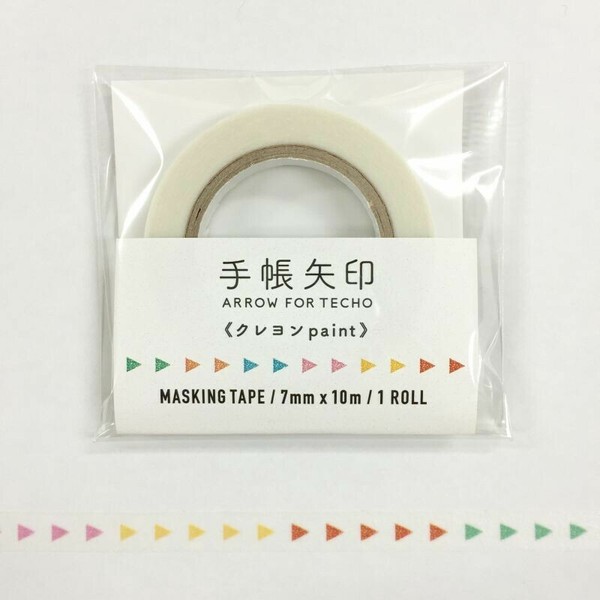 手帳矢印
ARROW FOR TECHO
《クレヨンpaint》
MASKING TAPE / 7mm x 10m / 1 ROLL